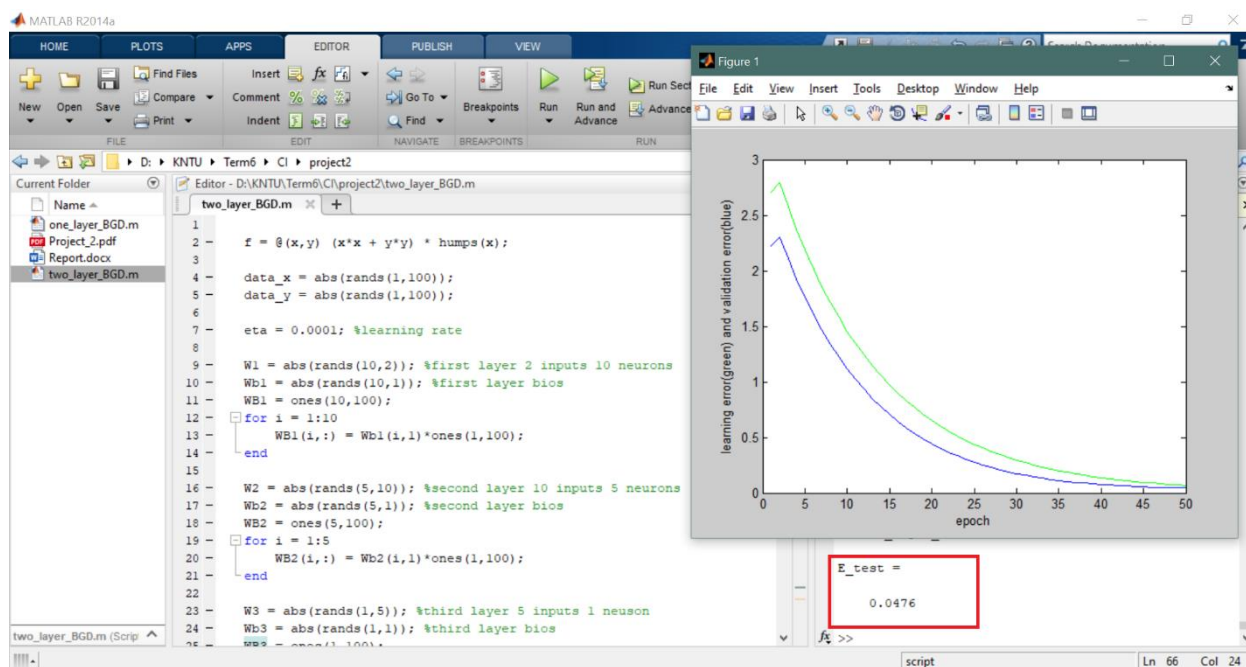 MATLAB R2014a
HOME PLOTS APPS EDITOR PUBLISH VIEW
New Open Save
Find Files
Compare
Print
Insert fx
Comment %
Indent
Go To
Find
Breakpoints
Run
Run and Advance
Run Sect
Advance
FILE EDIT NAVIGATE BREAKPOINTS RUN
D: KNTU Term6 CI project2
Current Folder
Name
one_layer_BGD.m
Project_2.pdf
Report.docx
two_layer_BGD.m
two_layer_BGD.m (Scrip
Editor - D:\KNTU\Term6\CI\project2\two_layer_BGD.m
two_layer_BGD.m
1
2 - f = @(x,y) (x*x + y*y) * humps(x);
3
4 - data_x = abs(rands(1,100));
5 - data_y = abs(rands(1,100));
6
7 - eta = 0.0001; %learning rate
8
9 - W1 = abs(rands(10,2)); %first layer 2 inputs 10 neurons
10 - Wb1 = abs(rands(10,1)); %first layer bios
11 - WB1 = ones(10,100);
12 - for i = 1:10
13 - WB1(i,:) = Wb1(i,1)*ones(1,100);
14 - end
15
16 - W2 = abs(rands(5,10)); %second layer 10 inputs 5 neurons
17 - Wb2 = abs(rands(5,1)); %second layer bios
18 - WB2 = ones(5,100);
19 - for i = 1:5
20 - WB2(i,:) = Wb2(i,1)*ones(1,100);
21 - end
22
23 - W3 = abs(rands(1,5)); %third layer 5 inputs 1 neuson
24 - Wb3 = abs(rands(1,1)); %third layer bios
25 - WB3 = ones(1,100);
Figure 1
File Edit View Insert Tools Desktop Window Help
3
2.5
2
1.5
1
0.5
0
learning error(green) and validation error(blue)
0 5 10 15 20 25 30 35 40 45 50
epoch
E_test =
0.0476
fx >>
script
Ln 66 Col 24